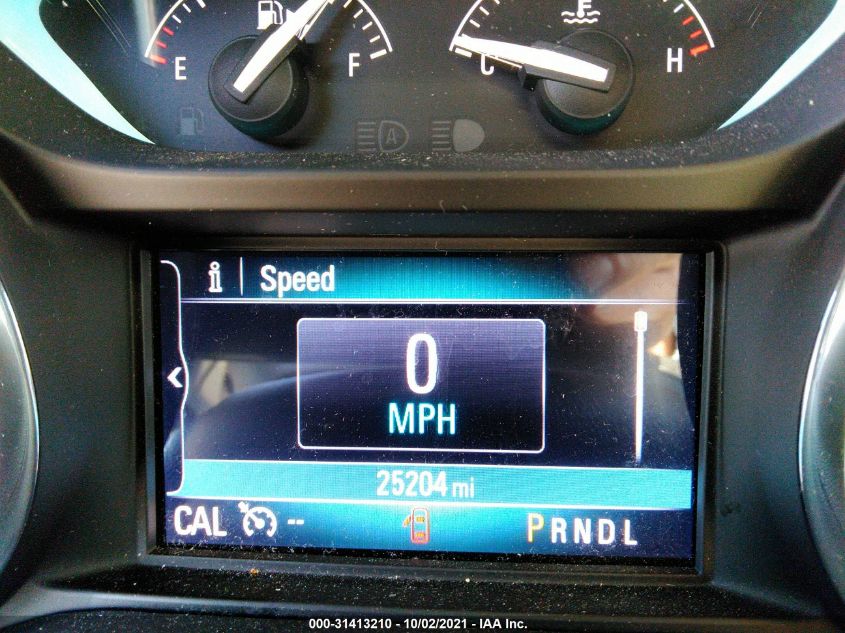 E F C H
A
i Speed
0
MPH
25204 mi
CAL -- PRNDL
000-31413210 - 10/02/2021 - IAA Inc.